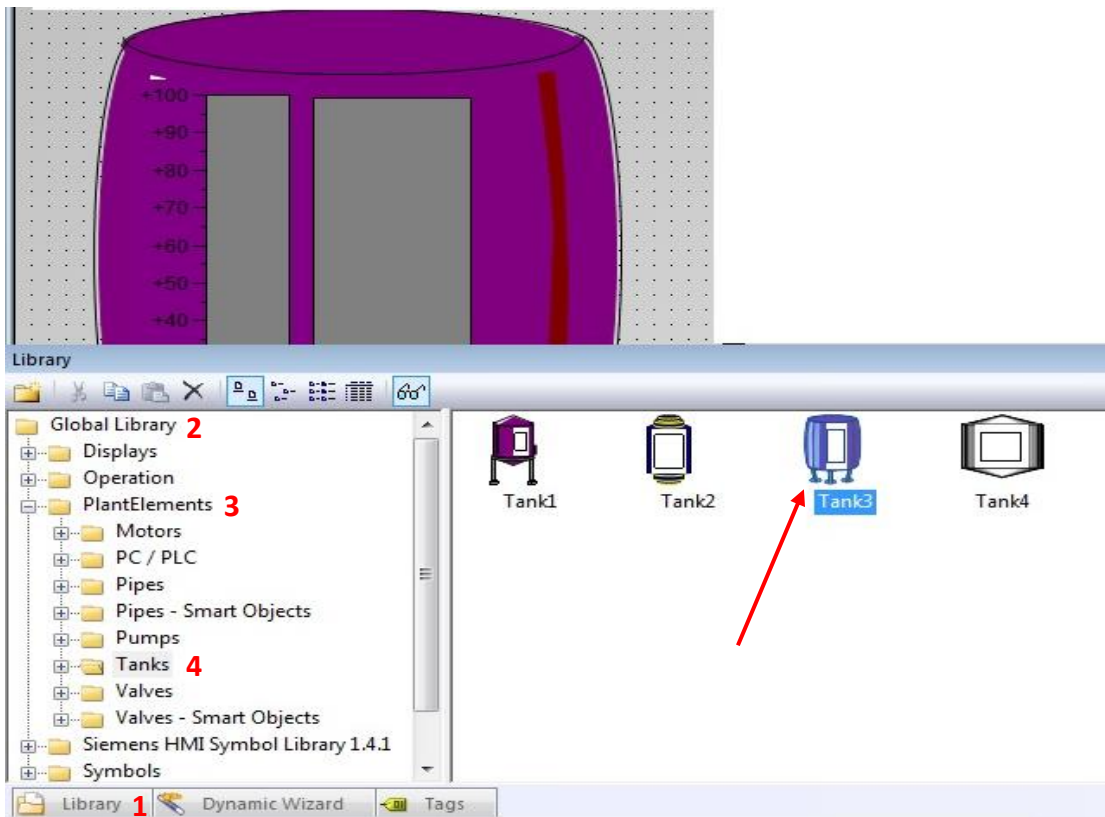 +100
+90
+80
+70
+60
+50
+40
Library
Global Library 2
Displays
Operation
PlantElements 3
Motors
PC / PLC
Pipes
Pipes - Smart Objects
Pumps
Tanks 4
Valves
Valves - Smart Objects
Siemens HMI Symbol Library 1.4.1
Symbols
Tank1
Tank2
Tank3
Tank4
Library 1
Dynamic Wizard
Tags